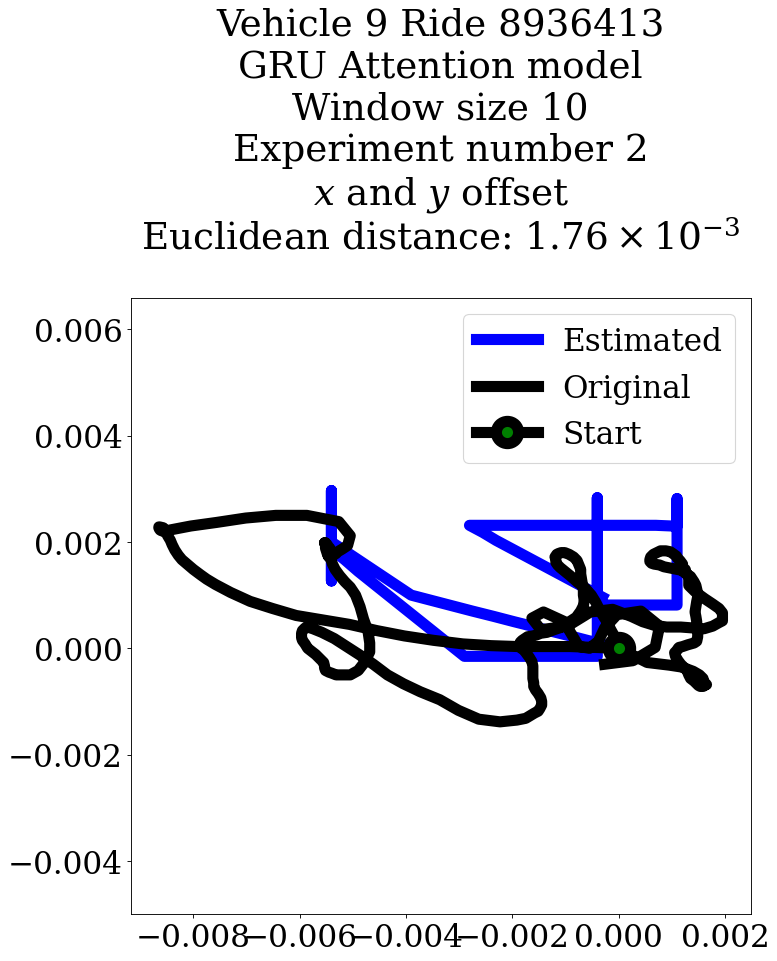 Vehicle 9 Ride 8936413
GRU Attention model
Window size 10
Experiment number 2
x and y offset
Euclidean distance: 1.76 × 10⁻³
Estimated
Original
Start
0.006
0.004
0.002
0.000
−0.002
−0.004
−0.008 −0.006 −0.004 −0.002 0.000 0.002